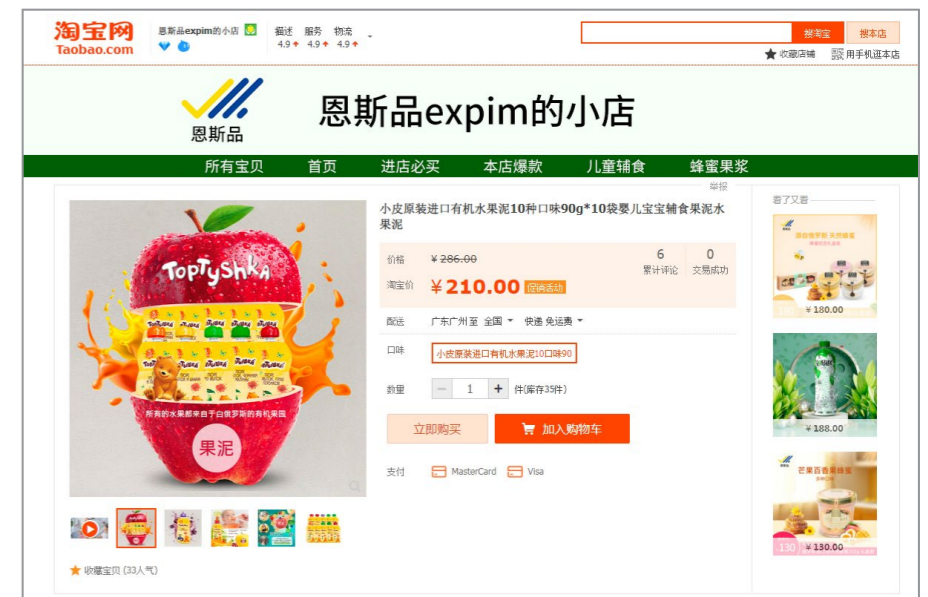 淘宝网
Taobao.com
恩斯品expim的小店
描述 服务 物流
4.9 4.9 4.9
搜淘宝 搜本店
收藏店铺 用手机逛本店
恩斯品
恩斯品expim的小店
所有宝贝 首页 进店必买 本店爆款 儿童辅食 蜂蜜果浆
举报
小皮原装进口有机水果泥10种口味90g*10袋婴儿宝宝辅食果泥水
果泥
价格 ¥286.00
6 累计评论
0 交易成功
淘宝价 ¥210.00 促销活动
配送 广东广州至 全国 快递 免运费
口味 小皮原装进口有机水果泥10口味90
数量 1 件(库存35件)
立即购买 加入购物车
支付 MasterCard Visa
TopTyShkA
所有的水果都来自于白俄罗斯的有机果园
果泥
收藏宝贝 (33人气)
看了又看
¥180.00
¥188.00
芒果百香果蜂蜜
130 ¥130.00